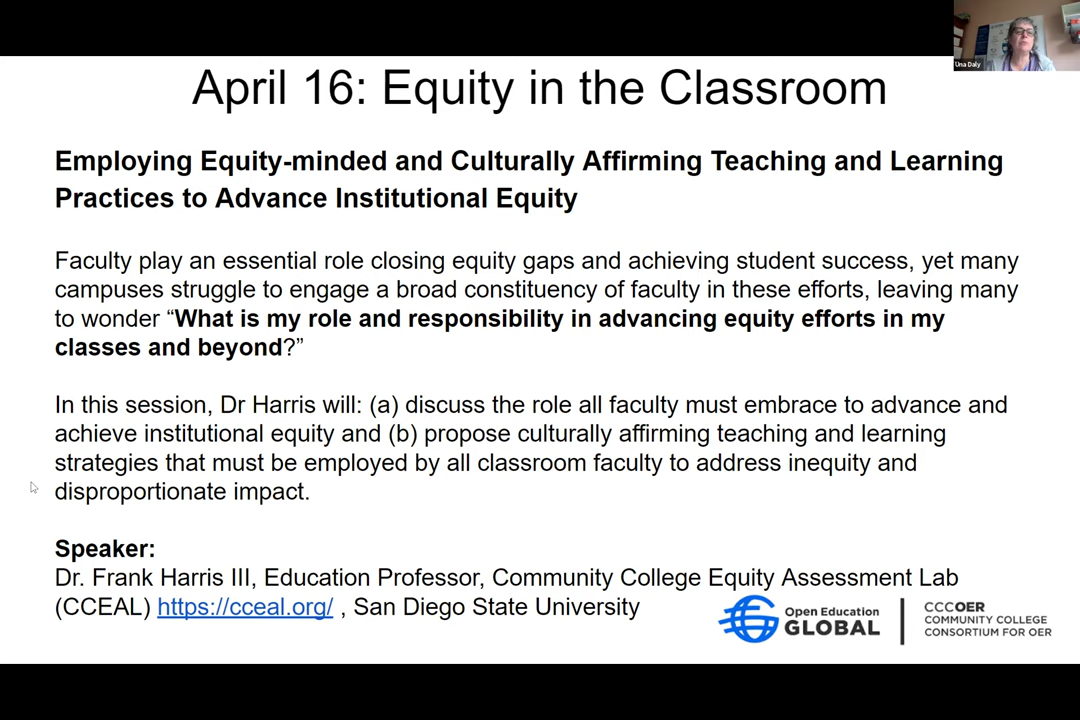 Una Daly
April 16: Equity in the Classroom
Employing Equity-minded and Culturally Affirming Teaching and Learning
Practices to Advance Institutional Equity
Faculty play an essential role closing equity gaps and achieving student success, yet many
campuses struggle to engage a broad constituency of faculty in these efforts, leaving many
to wonder “What is my role and responsibility in advancing equity efforts in my
classes and beyond?”
In this session, Dr Harris will: (a) discuss the role all faculty must embrace to advance and
achieve institutional equity and (b) propose culturally affirming teaching and learning
strategies that must be employed by all classroom faculty to address inequity and
disproportionate impact.
Speaker:
Dr. Frank Harris III, Education Professor, Community College Equity Assessment Lab
(CCEAL) https://cceal.org/ , San Diego State University
Open Education
GLOBAL
CCCOER
COMMUNITY COLLEGE
CONSORTIUM FOR OER